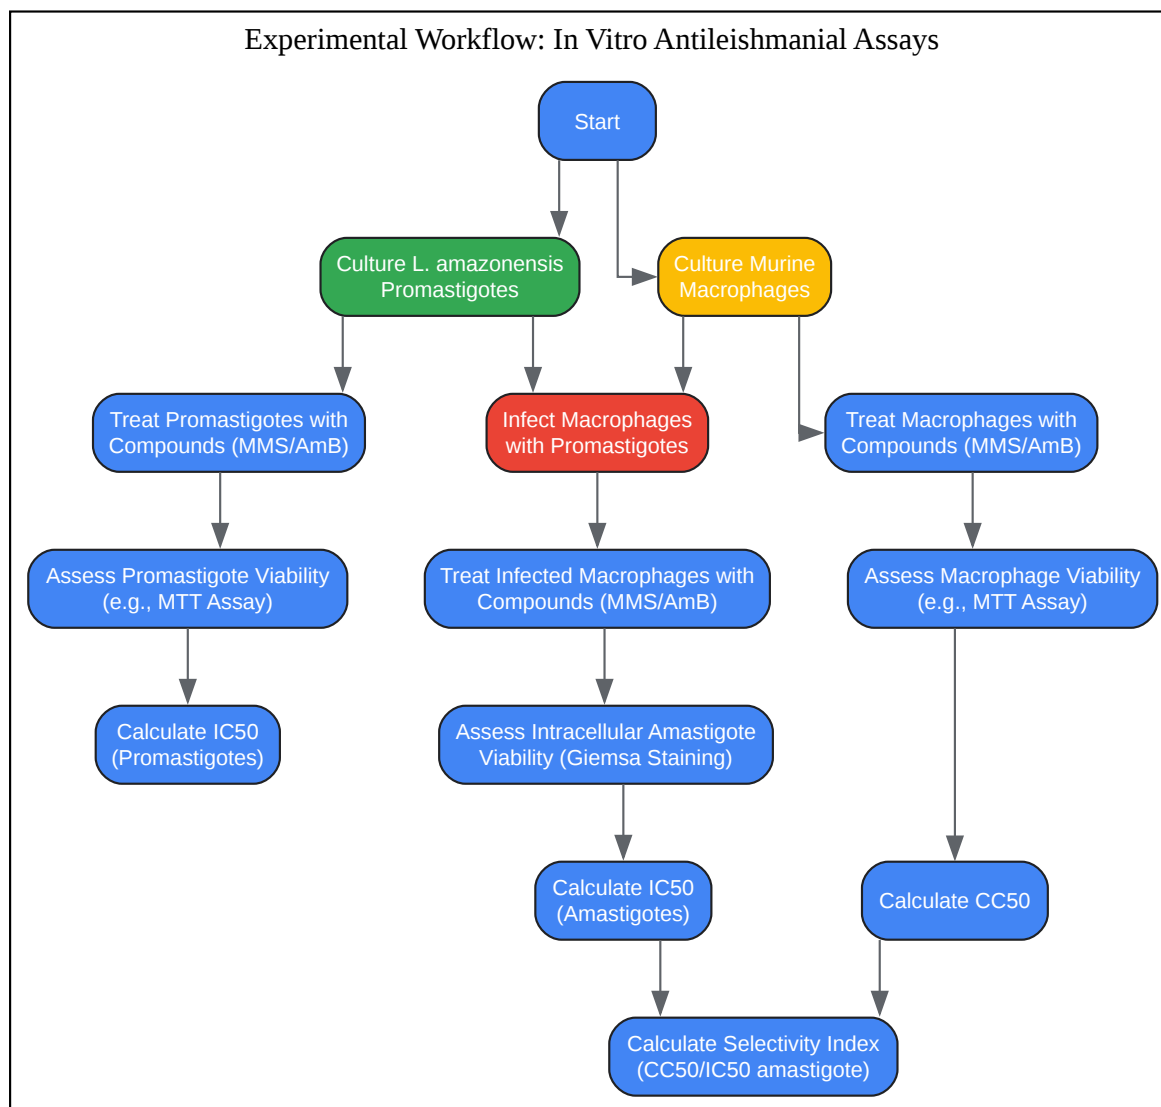 Experimental Workflow: In Vitro Antileishmanial Assays
Start
Culture L. amazonensis
Promastigotes
Culture Murine
Macrophages
Treat Promastigotes with
Compounds (MMS/AmB)
Infect Macrophages
with Promastigotes
Treat Macrophages with
Compounds (MMS/AmB)
Assess Promastigote Viability
(e.g., MTT Assay)
Treat Infected Macrophages with
Compounds (MMS/AmB)
Assess Macrophage Viability
(e.g., MTT Assay)
Calculate IC50
(Promastigotes)
Assess Intracellular Amastigote
Viability (Giemsa Staining)
Calculate IC50
(Amastigotes)
Calculate CC50
Calculate Selectivity Index
(CC50/IC50 amastigote)